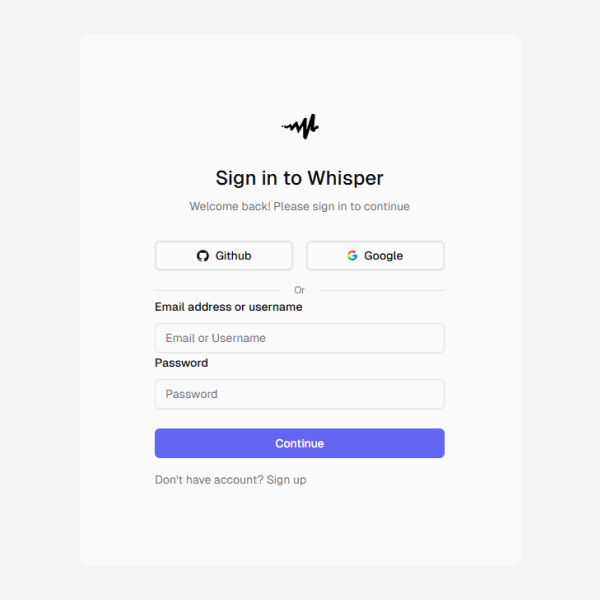 Sign in to Whisper
Welcome back! Please sign in to continue
Github
Google
Or
Email address or username
Email or Username
Password
Password
Continue
Don't have account? Sign up